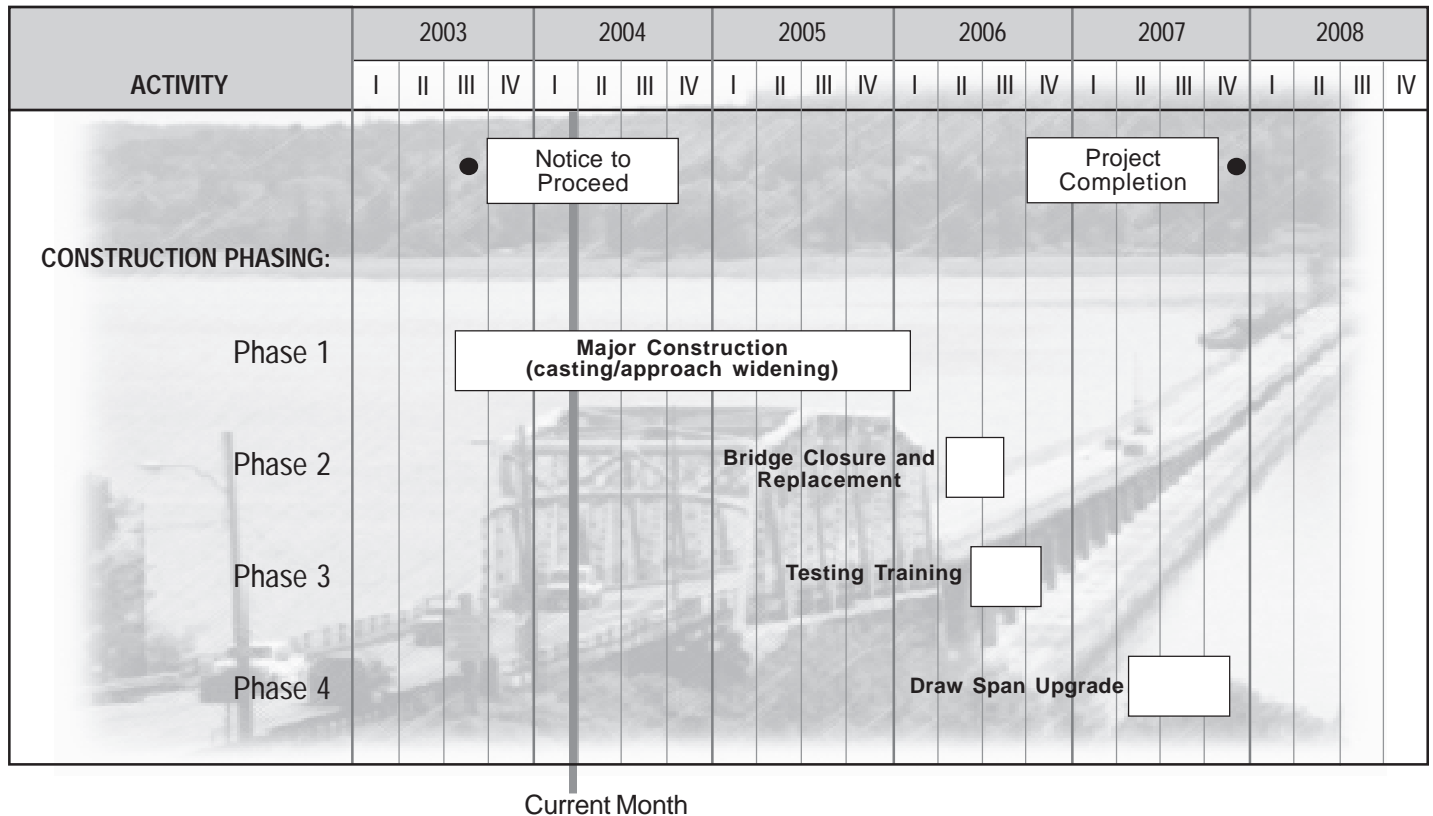 2003 2004 2005 2006 2007 2008
ACTIVITY I II III IV I II III IV I II III IV I II III IV I II III IV I II III IV
Notice to
Proceed
Project
Completion
CONSTRUCTION PHASING:
Phase 1
Major Construction
(casting/approach widening)
Phase 2
Bridge Closure and
Replacement
Phase 3
Testing Training
Phase 4
Draw Span Upgrade
Current Month